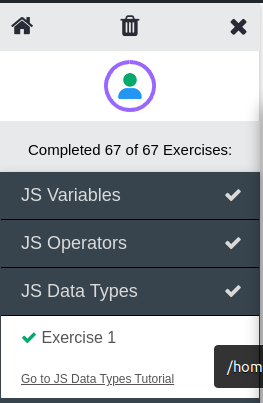 Completed 67 of 67 Exercises:
JS Variables
JS Operators
JS Data Types
Exercise 1
Go to JS Data Types Tutorial
/hom